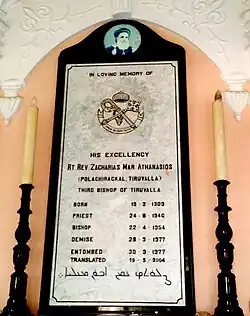 IN LOVING MEMORY OF
HIS EXCELLENCY
RT REV ZACHARIAS MAR ATHANASIOS
(POLACHIRACKAL, TIRUVALLA)
THIRD BISHOP OF TIRUVALLA
BORN 19-2-1909
PRIEST 24-8-1940
BISHOP 22-4-1954
DEMISE 28-9-1977
ENTOMBED 30-9-1977
TRANSLATED 19-5-2004